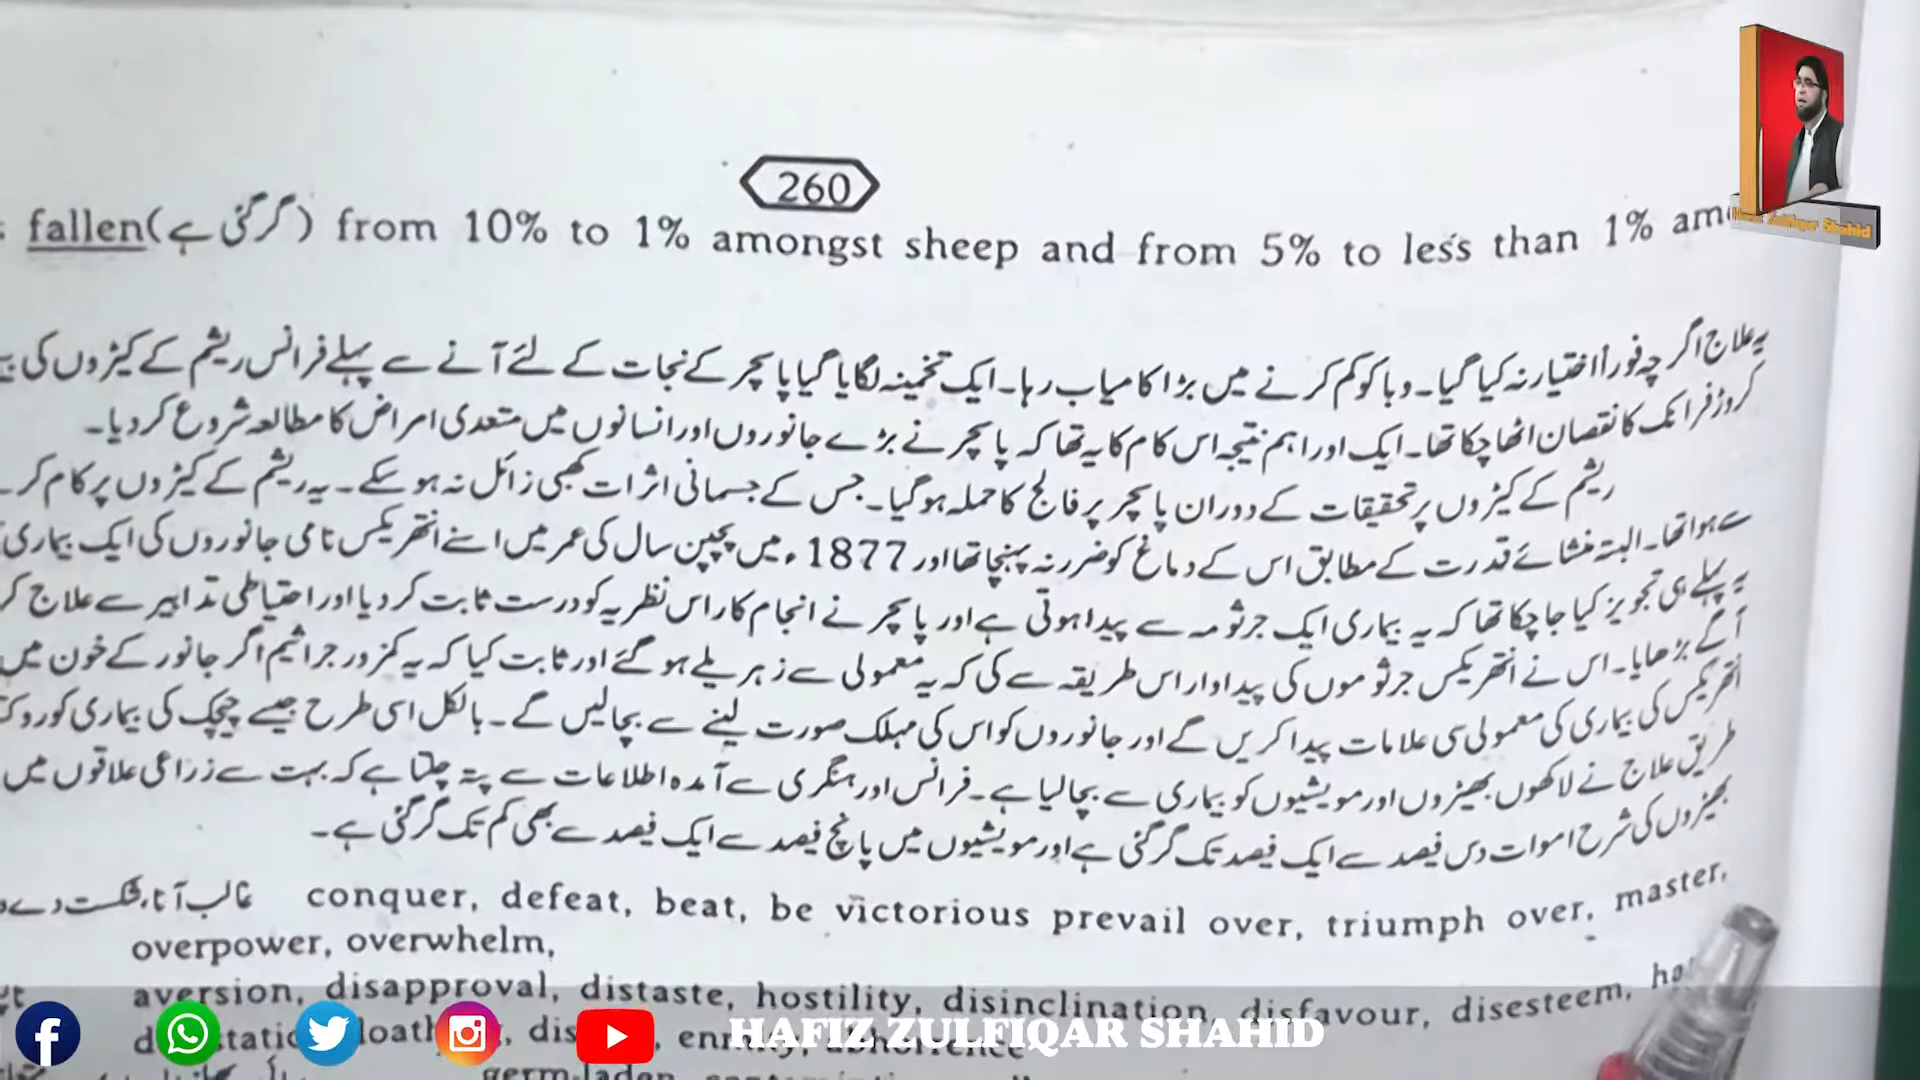 260
fallen(گر گئی ہے) from 10% to 1% amongst sheep and from 5% to less than 1%
یہ علاج اگر چہ فوراً اختیار نہ کیا گیا۔ وبا کو کم کرنے میں بڑا کامیاب رہا۔ ایک تخمینہ لگایا گیا پاسچر کے نجات کے لئے آنے سے پہلے فرانس ریشم کے کیڑوں کی
کروڑ فرانک کا نقصان اٹھا چکا تھا۔ ایک اور اہم نتیجہ اس کام کا یہ تھا کہ پاسچر نے بڑے جانوروں اور انسانوں میں متعدی امراض کا مطالعہ شروع کر دیا۔
ریشم کے کیڑوں پر تحقیقات کے دوران پاسچر پر فالج کا حملہ ہو گیا۔ جس کے جسمانی اثرات کبھی زائل نہ ہو سکے۔ یہ ریشم کے کیڑوں پر کام کر
سے ہوا تھا۔ البتہ منشائے قدرت کے مطابق اس کے دماغ کو ضرر نہ پہنچا تھا اور 1877ء میں پچپن سال کی عمر میں اسنے انتھریکس نامی جانوروں کی ایک بیماری
یہ پہلے ہی تجویز کیا جا چکا تھا کہ یہ بیماری ایک جرثومہ سے پیدا ہوتی ہے اور پاسچر نے انجام کار اس نظریہ کو درست ثابت کر دیا اور احتیاطی تدابیر سے علاج
آگے بڑھایا۔ اس نے انتھریکس جرثوموں کی پیداوار اس طریقہ سے کی کہ یہ معمولی سے زہریلے ہو گئے اور ثابت کیا کہ یہ کمزور جراثیم اگر جانور کے خون میں
انتھریکس کی بیماری کی معمولی سی علامات پیدا کریں گے اور جانوروں کو اس کی مہلک صورت لینے سے بچالیں گے۔ بالکل اسی طرح جیسے چیچک کی بیماری کو
طریق علاج نے لاکھوں بھیڑوں اور مویشیوں کو بیماری سے بچالیا ہے۔ فرانس اور ہنگری سے آمدہ اطلاعات سے پتہ چلتا ہے کہ بہت سے زراعی علاقوں میں
بھیڑوں کی شرح اموات دس فیصد سے ایک فیصد تک گر گئی ہے اور مویشیوں میں پانچ فیصد سے ایک فیصد سے بھی کم تک گر گئی ہے۔
غالب آنا، شکست دے conquer, defeat, beat, be victorious prevail over, triumph over, master,
overpower, overwhelm,
aversion, disapproval, distaste, hostility, disinclination, disfavour, disesteem,
enmity, abhorrence
HAFIZ ZULFIQAR SHAHID